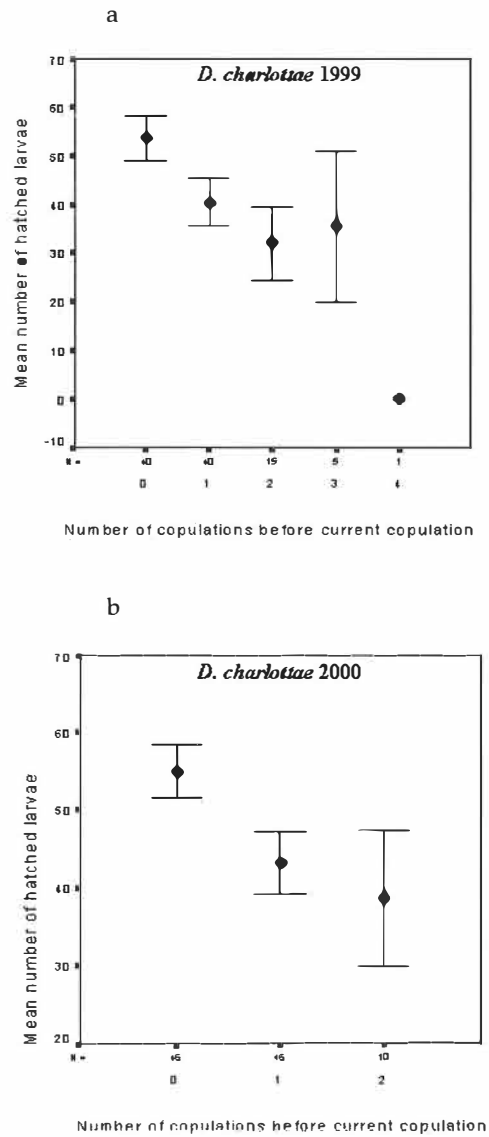 a
D. charlottae 1999
Mean number of hatched larvae
70
60
50
40
30
20
10
0
-10
N = 40 40 19 5 1
0 1 2 3 4
Number of copulations before current copulation
b
D. charlottae 2000
Mean number of hatched larvae
70
60
50
40
30
20
0 1 2
Number of copulations before current copulation